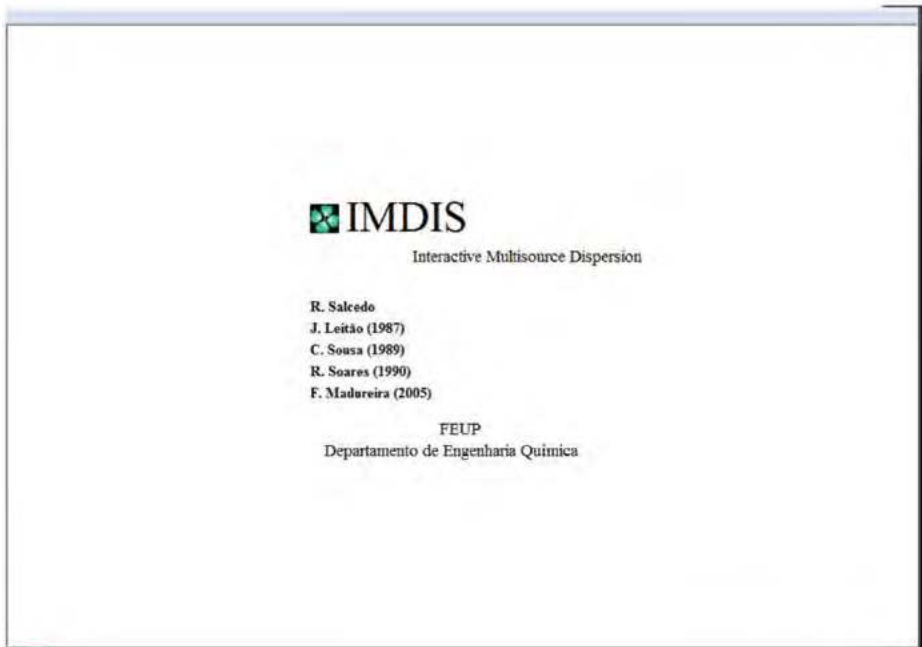 IMDIS
Interactive Multisource Dispersion
R. Salcedo
J. Leitão (1987)
C. Sousa (1989)
R. Soares (1990)
F. Madureira (2005)
FEUP
Departamento de Engenharia Química